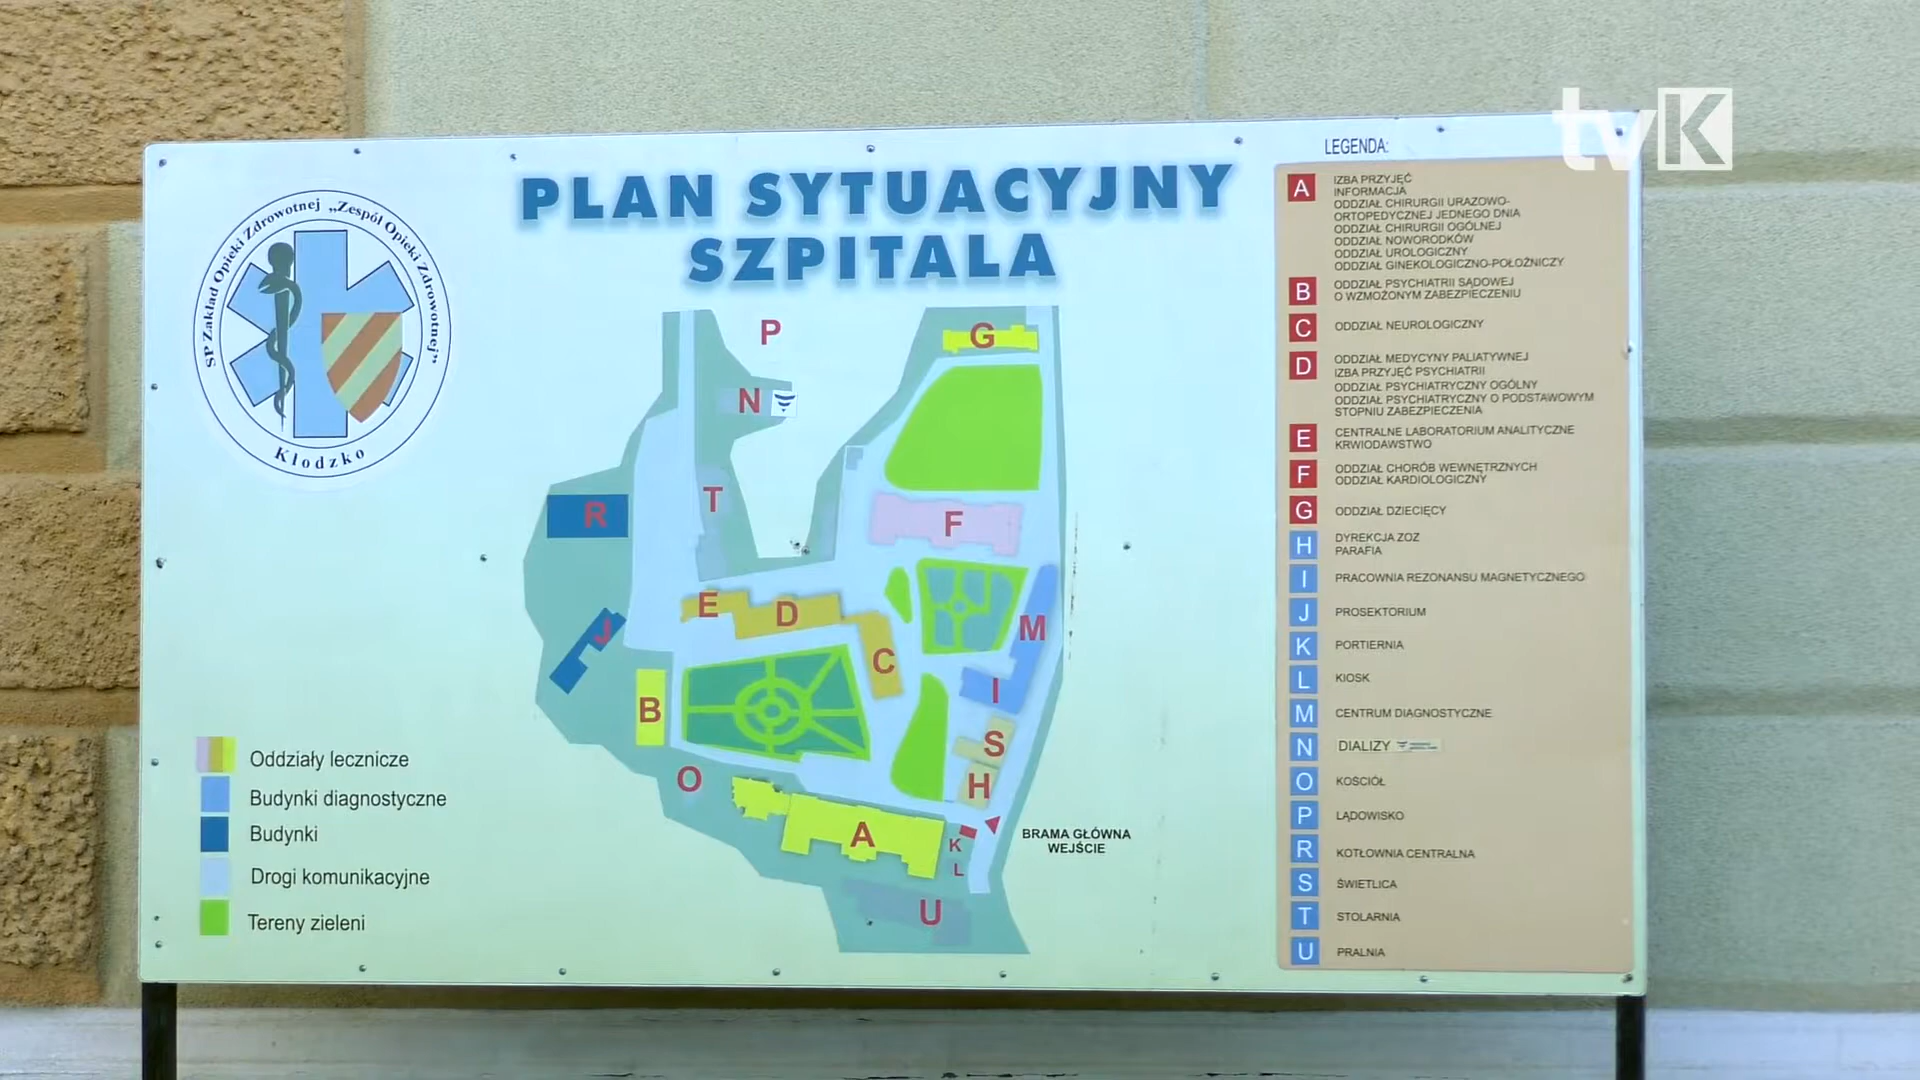 tvK
LEGENDA:
PLAN SYTUACYJNY
SZPITALA
SP Zakład Opieki Zdrowotnej „Zespół Opieki Zdrowotnej”
Kłodzko
P
G
N
R
T
F
E
D
J
M
C
B
I
S
O
H
A
K
L
U
BRAMA GŁÓWNA
WEJŚCIE
Oddziały lecznicze
Budynki diagnostyczne
Budynki
Drogi komunikacyjne
Tereny zieleni
A IZBA PRZYJĘĆ
INFORMACJA
ODDZIAŁ CHIRURGII URAZOWO-
ORTOPEDYCZNEJ JEDNEGO DNIA
ODDZIAŁ CHIRURGII OGÓLNEJ
ODDZIAŁ NOWORODKÓW
ODDZIAŁ UROLOGICZNY
ODDZIAŁ GINEKOLOGICZNO-POŁOŻNICZY
B ODDZIAŁ PSYCHIATRII SĄDOWEJ
O WZMOŻONYM ZABEZPIECZENIU
C ODDZIAŁ NEUROLOGICZNY
D ODDZIAŁ MEDYCYNY PALIATYWNEJ
IZBA PRZYJĘĆ PSYCHIATRII
ODDZIAŁ PSYCHIATRYCZNY OGÓLNY
ODDZIAŁ PSYCHIATRYCZNY O PODSTAWOWYM
STOPNIU ZABEZPIECZENIA
E CENTRALNE LABORATORIUM ANALITYCZNE
KRWIODAWSTWO
F ODDZIAŁ CHORÓB WEWNĘTRZNYCH
ODDZIAŁ KARDIOLOGICZNY
G ODDZIAŁ DZIECIĘCY
H DYREKCJA ZOZ
PARAFIA
I PRACOWNIA REZONANSU MAGNETYCZNEGO
J PROSEKTORIUM
K PORTIERNIA
L KIOSK
M CENTRUM DIAGNOSTYCZNE
N DIALIZY
O KOŚCIÓŁ
P LĄDOWISKO
R KOTŁOWNIA CENTRALNA
S ŚWIETLICA
T STOLARNIA
U PRALNIA